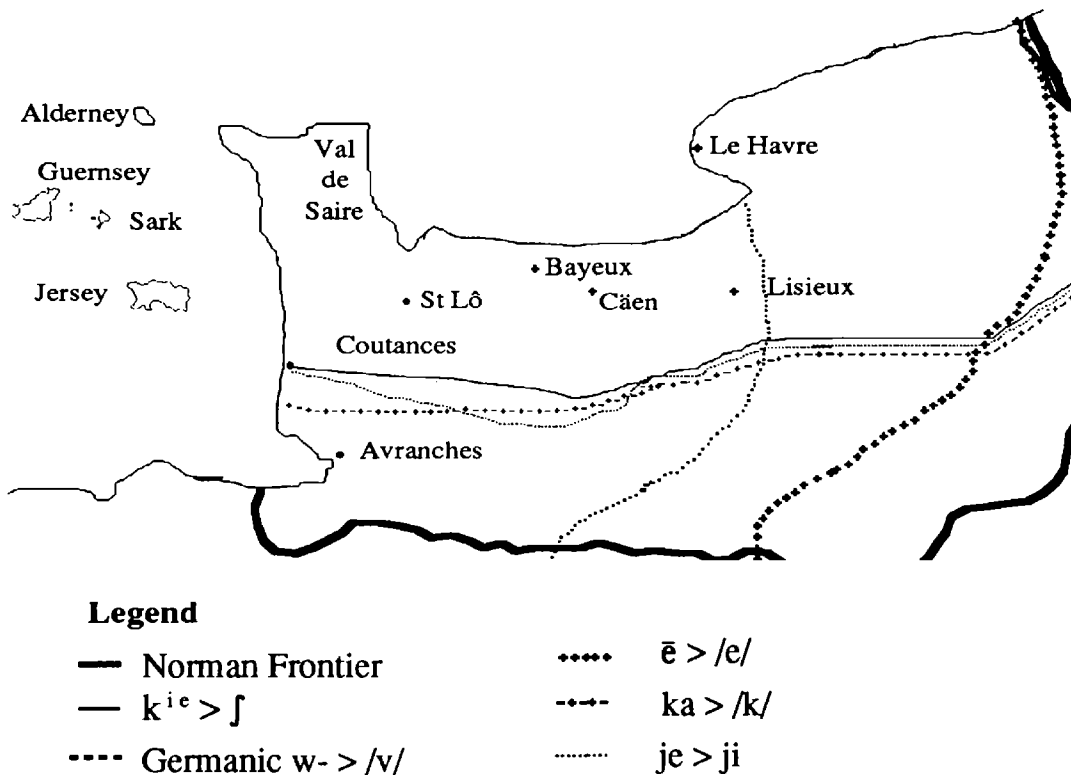 Alderney
Val
de
Saire
Le Havre
Guernsey
Sark
Bayeux
Jersey
St Lô
Cäen
Lisieux
Coutances
Avranches
Legend
Norman Frontier
ē > /e/
k ie > ʃ
ka > /k/
Germanic w- > /v/
je > ji